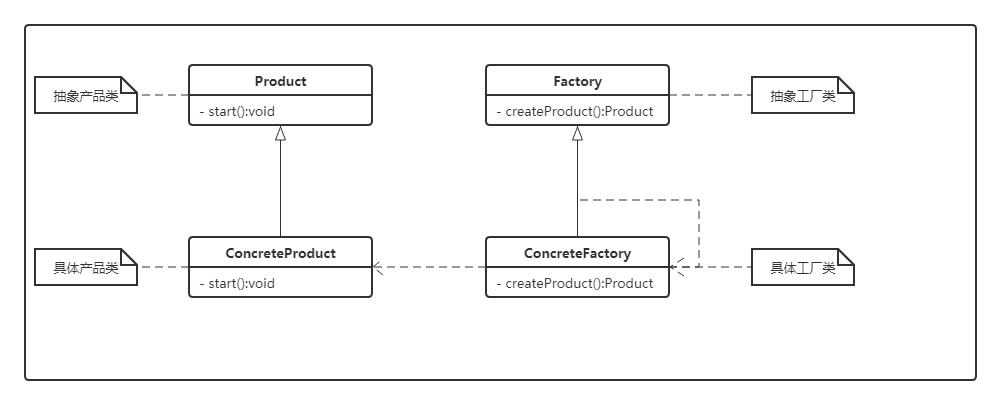 抽象产品类
Product
- start():void
Factory
- createProduct():Product
抽象工厂类
具体产品类
ConcreteProduct
- start():void
ConcreteFactory
- createProduct():Product
具体工厂类